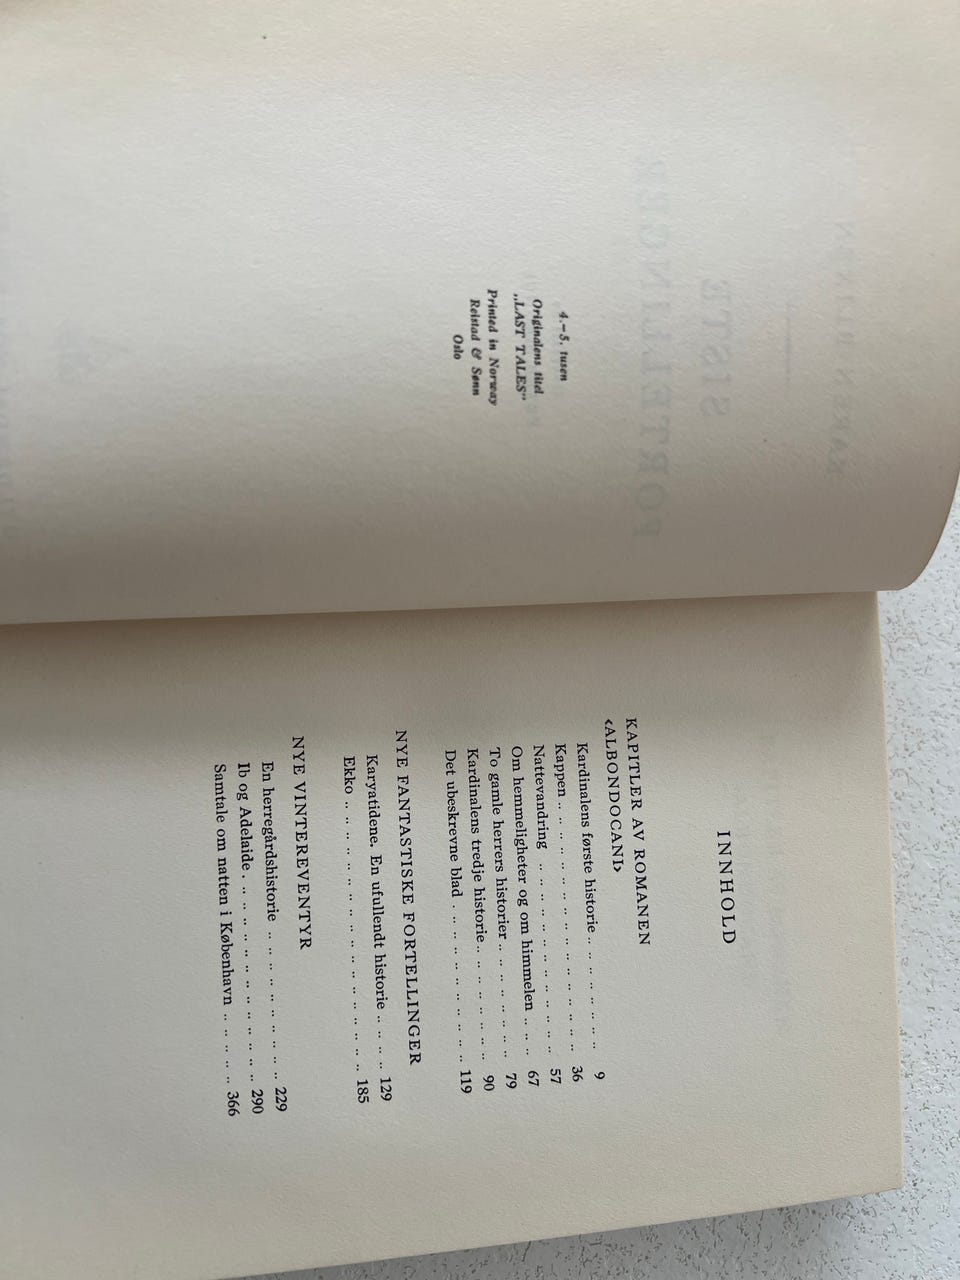 4.–5. tusen
Originalens titel
„LAST TALES“
Printed in Norway
Reistad & Sønn
Oslo
INNHOLD
KAPITLER AV ROMANEN
‹ALBONDOCANI›
Kardinalens første historie .. .. .. .. .. .. .. 9
Kappen .. .. .. .. .. .. .. .. .. .. .. .. 36
Nattevandring .. .. .. .. .. .. .. .. .. .. 57
Om hemmeligheter og om himmelen .. .. .. 67
To gamle herrers historier .. .. .. .. .. .. .. 79
Kardinalens tredje historie .. .. .. .. .. .. .. 90
Det ubeskrevne blad . .. .. .. .. .. .. .. .. .. 119
NYE FANTASTISKE FORTELLINGER
Karyatidene. En ufullendt historie .. .. .. .. 129
Ekko .. .. .. .. .. .. .. .. .. .. .. .. .. .. 185
NYE VINTEREVENTYR
En herregårdshistorie .. .. .. .. .. .. .. .. .. 229
Ib og Adelaide . .. .. .. .. .. .. .. .. .. .. .. 290
Samtale om natten i København .. .. .. .. .. 366